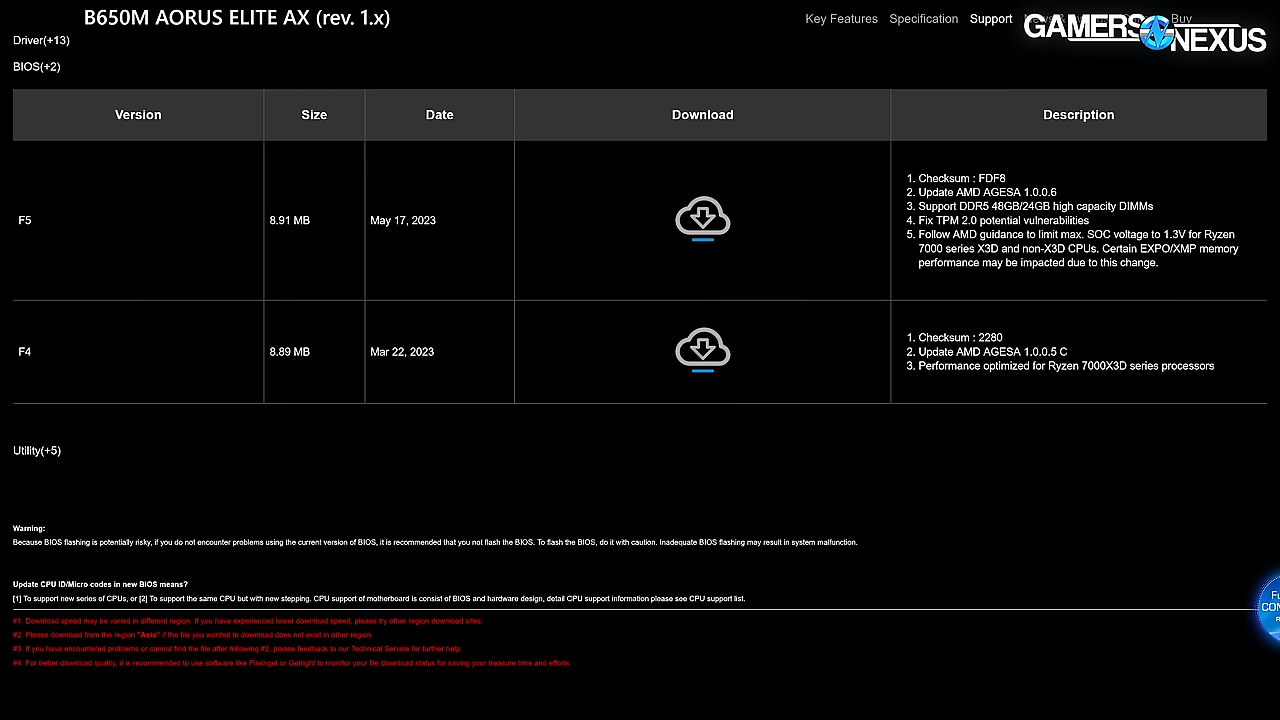 B650M AORUS ELITE AX (rev. 1.x)
Key Features Specification Support Buy
GAMERS NEXUS
Driver(+13)
BIOS(+2)
Version Size Date Download Description
F5 8.91 MB May 17, 2023
1. Checksum : FDF8
2. Update AMD AGESA 1.0.0.6
3. Support DDR5 48GB/24GB high capacity DIMMs
4. Fix TPM 2.0 potential vulnerabilities
5. Follow AMD guidance to limit max. SOC voltage to 1.3V for Ryzen
7000 series X3D and non-X3D CPUs. Certain EXPO/XMP memory
performance may be impacted due to this change.
F4 8.89 MB Mar 22, 2023
1. Checksum : 2280
2. Update AMD AGESA 1.0.0.5 C
3. Performance optimized for Ryzen 7000X3D series processors
Utility(+5)
Warning:
Because BIOS flashing is potentially risky, if you do not encounter problems using the current version of BIOS, it is recommended that you not flash the BIOS. To flash the BIOS, do it with caution. Inadequate BIOS flashing may result in system malfunction.
Update CPU ID/Micro codes in new BIOS means?
[1] To support new series of CPUs, or [2] To support the same CPU but with new stepping. CPU support of motherboard is consist of BIOS and hardware design, detail CPU support information please see CPU support list.
#1. Download speed may be varied in different region. If you have experienced lower download speed, please try other region download sites.
#2. Please download from the region "Asia" if the file you wanted to download does not exist in other region.
#3. If you have encountered problems or cannot find the file after following #2, please feedback to our Technical Service for further help.
#4. For better download quality, it is recommended to use software like Flashget or Getright to monitor your file download status for saving your treasure time and efforts.